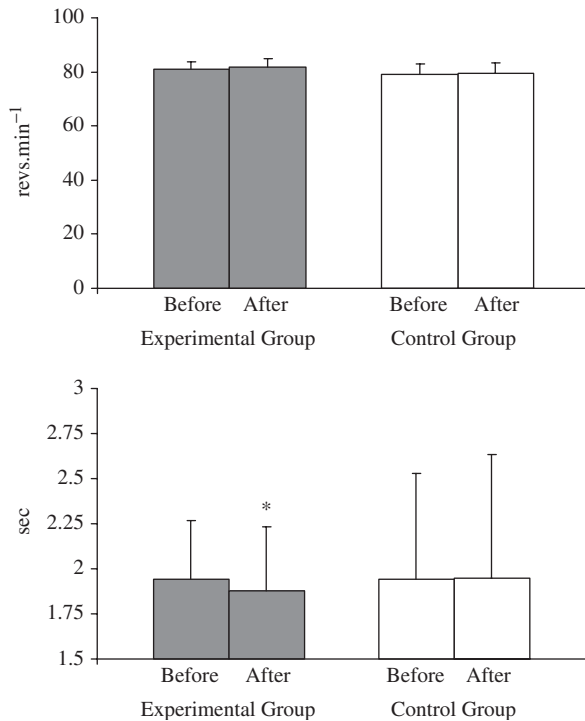 100
80
60
40
20
0
revs.min⁻¹
Before After Before After
Experimental Group Control Group
3
2.75
2.5
2.25
2
1.75
1.5
sec
*
Before After Before After
Experimental Group Control Group